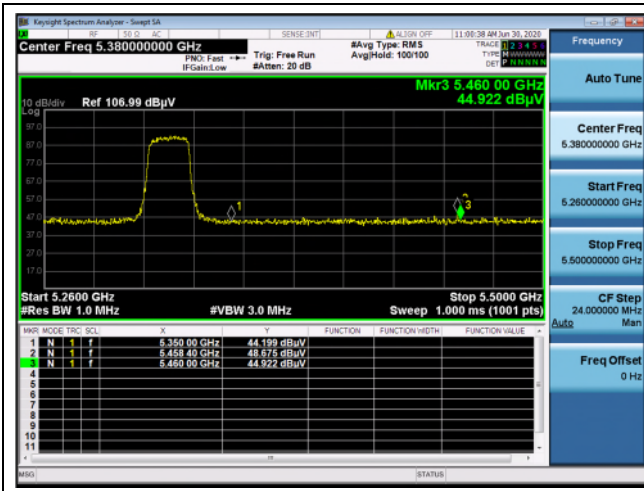 Keysight Spectrum Analyzer - Swept SA
RF 50 Ω AC SENSE:INT ALIGN OFF 11:00:38 AM Jun 30, 2020
Center Freq 5.380000000 GHz
PNO: Fast
IFGain:Low
Trig: Free Run
#Atten: 20 dB
#Avg Type: RMS
Avg|Hold: 100/100
TRACE 1 2 3 4 5 6
TYPE M
DET P N N N N N
Mkr3 5.460 00 GHz
44.922 dBµV
10 dB/div Ref 106.99 dBµV
Log
97.0
87.0
77.0
67.0
57.0
47.0
37.0
27.0
17.0
1
3
Start 5.2600 GHz Stop 5.5000 GHz
#Res BW 1.0 MHz #VBW 3.0 MHz Sweep 1.000 ms (1001 pts)
MKR MODE TRC SCL X Y FUNCTION FUNCTION WIDTH FUNCTION VALUE
1 N 1 f 5.350 00 GHz 44.199 dBµV
2 N 1 f 5.458 40 GHz 48.675 dBµV
3 N 1 f 5.460 00 GHz 44.922 dBµV
4
5
6
7
8
9
10
11
MSG STATUS
Frequency
Auto Tune
Center Freq
5.380000000 GHz
Start Freq
5.260000000 GHz
Stop Freq
5.500000000 GHz
CF Step
24.000000 MHz
Auto Man
Freq Offset
0 Hz